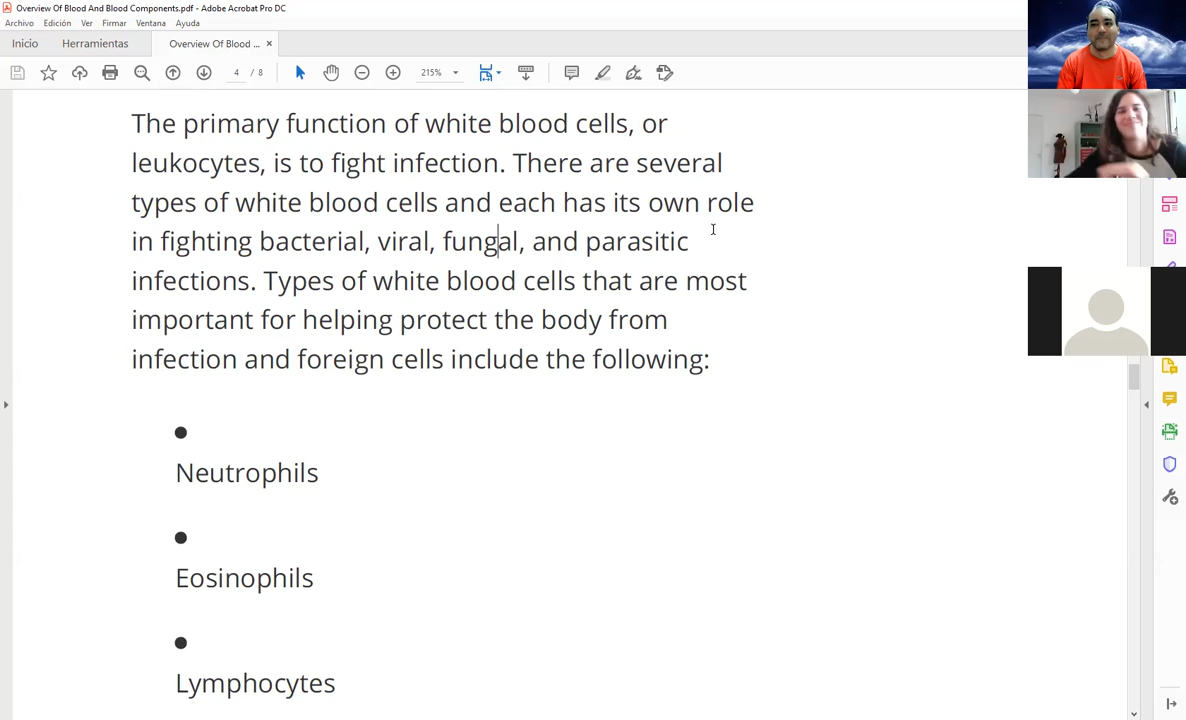 Overview Of Blood And Blood Components.pdf - Adobe Acrobat Pro DC
Archivo Edición Ver Firmar Ventana Ayuda
Inicio Herramientas Overview Of Blood ... ×
4 / 8 215%
The primary function of white blood cells, or
leukocytes, is to fight infection. There are several
types of white blood cells and each has its own role
in fighting bacterial, viral, fungal, and parasitic
infections. Types of white blood cells that are most
important for helping protect the body from
infection and foreign cells include the following:
●
Neutrophils
●
Eosinophils
●
Lymphocytes